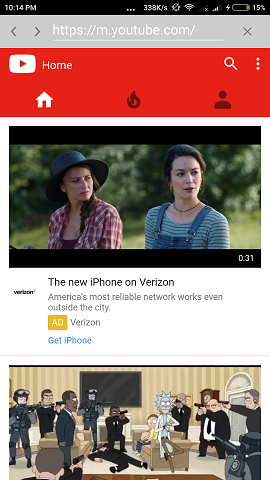 10:14 PM ... 338K/s 15%
https://m.youtube.com/
Home
0:31
verizon
The new iPhone on Verizon
America's most reliable network works even
outside the city.
AD Verizon
Get iPhone